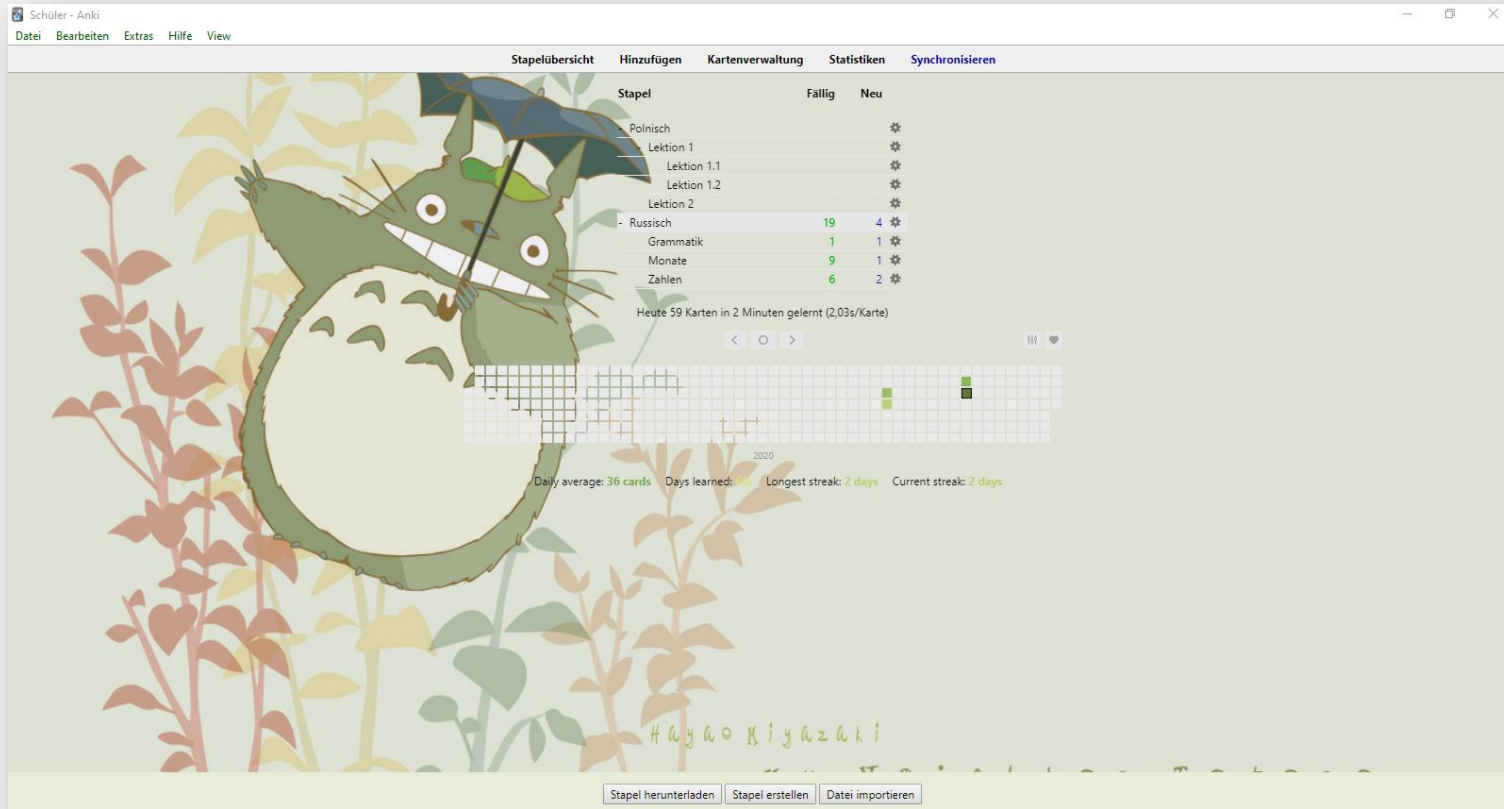 Schüler - Anki
Datei Bearbeiten Extras Hilfe View
Stapelübersicht Hinzufügen Kartenverwaltung Statistiken Synchronisieren
Stapel Fällig Neu
- Polnisch
- Lektion 1
Lektion 1.1
Lektion 1.2
Lektion 2
- Russisch 19 4
Grammatik 1 1
Monate 9 1
Zahlen 6 2
Heute 59 Karten in 2 Minuten gelernt (2,03s/Karte)
2020
Daily average: 36 cards Days learned: Longest streak: 2 days Current streak: 2 days
Hayao Miyazaki
Stapel herunterladen Stapel erstellen Datei importieren